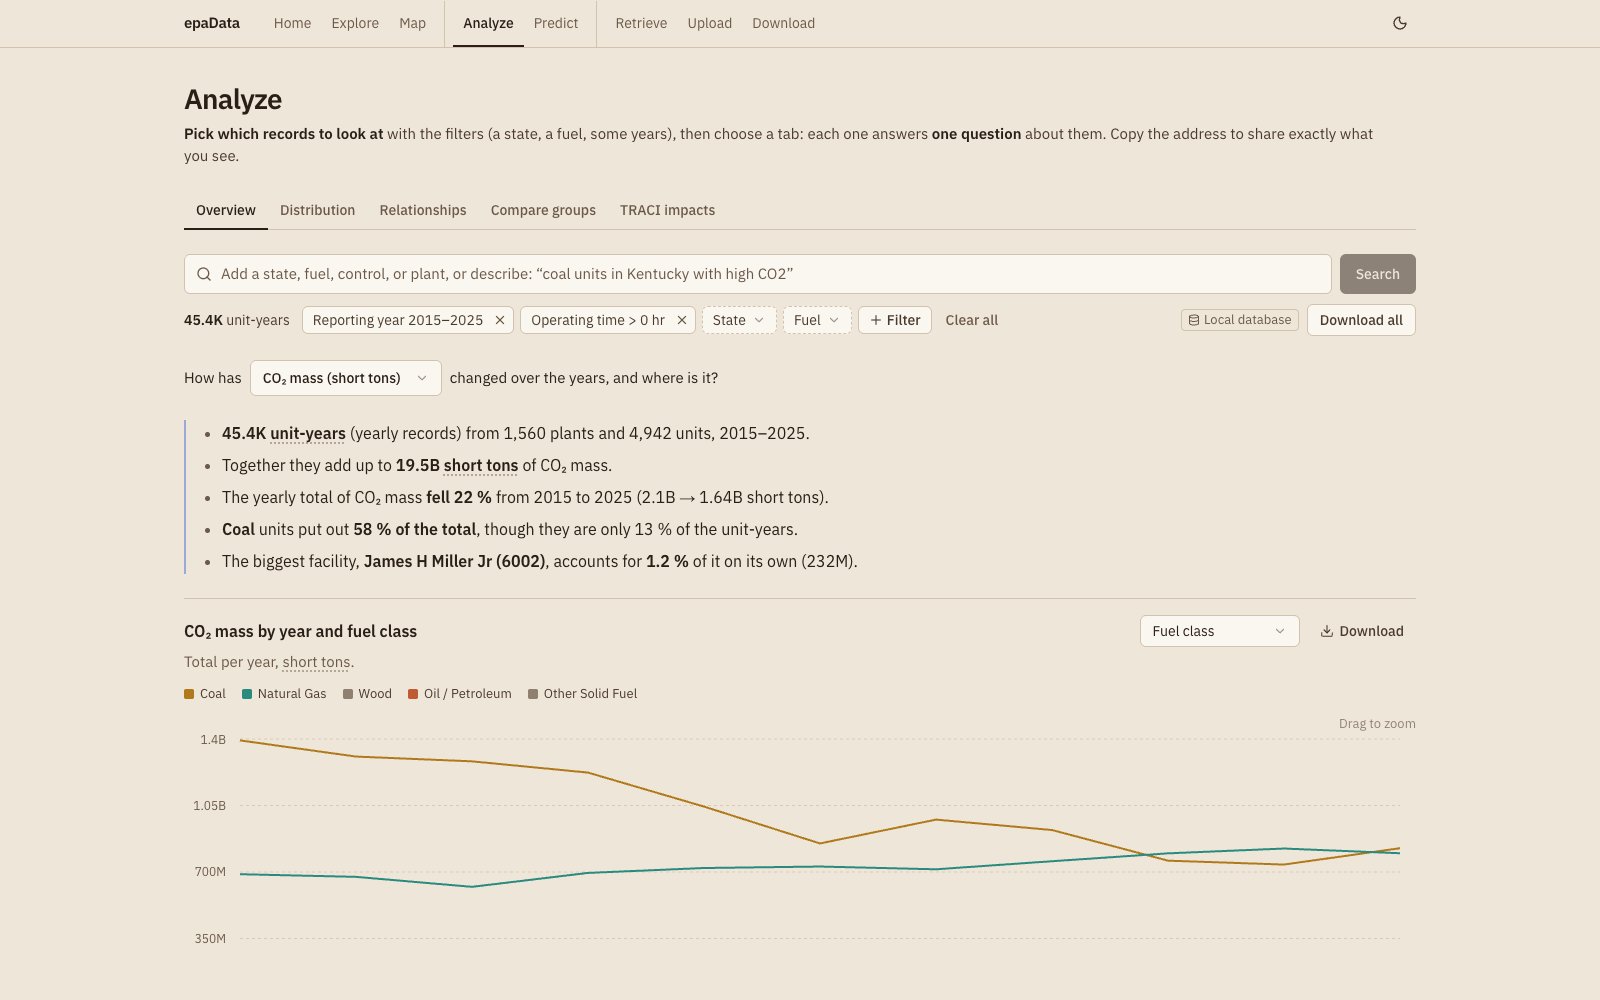 epaData Home Explore Map Analyze Predict Retrieve Upload Download
Analyze
Pick which records to look at with the filters (a state, a fuel, some years), then choose a tab: each one answers one question about them. Copy the address to share exactly what
you see.
Overview Distribution Relationships Compare groups TRACI impacts
Add a state, fuel, control, or plant, or describe: “coal units in Kentucky with high CO2” Search
45.4K unit-years Reporting year 2015–2025 × Operating time > 0 hr × State Fuel + Filter Clear all Local database Download all
How has CO₂ mass (short tons) changed over the years, and where is it?
• 45.4K unit-years (yearly records) from 1,560 plants and 4,942 units, 2015–2025.
• Together they add up to 19.5B short tons of CO₂ mass.
• The yearly total of CO₂ mass fell 22 % from 2015 to 2025 (2.1B → 1.64B short tons).
• Coal units put out 58 % of the total, though they are only 13 % of the unit-years.
• The biggest facility, James H Miller Jr (6002), accounts for 1.2 % of it on its own (232M).
CO₂ mass by year and fuel class Fuel class Download
Total per year, short tons.
Coal Natural Gas Wood Oil / Petroleum Other Solid Fuel
Drag to zoom
1.4B
1.05B
700M
350M